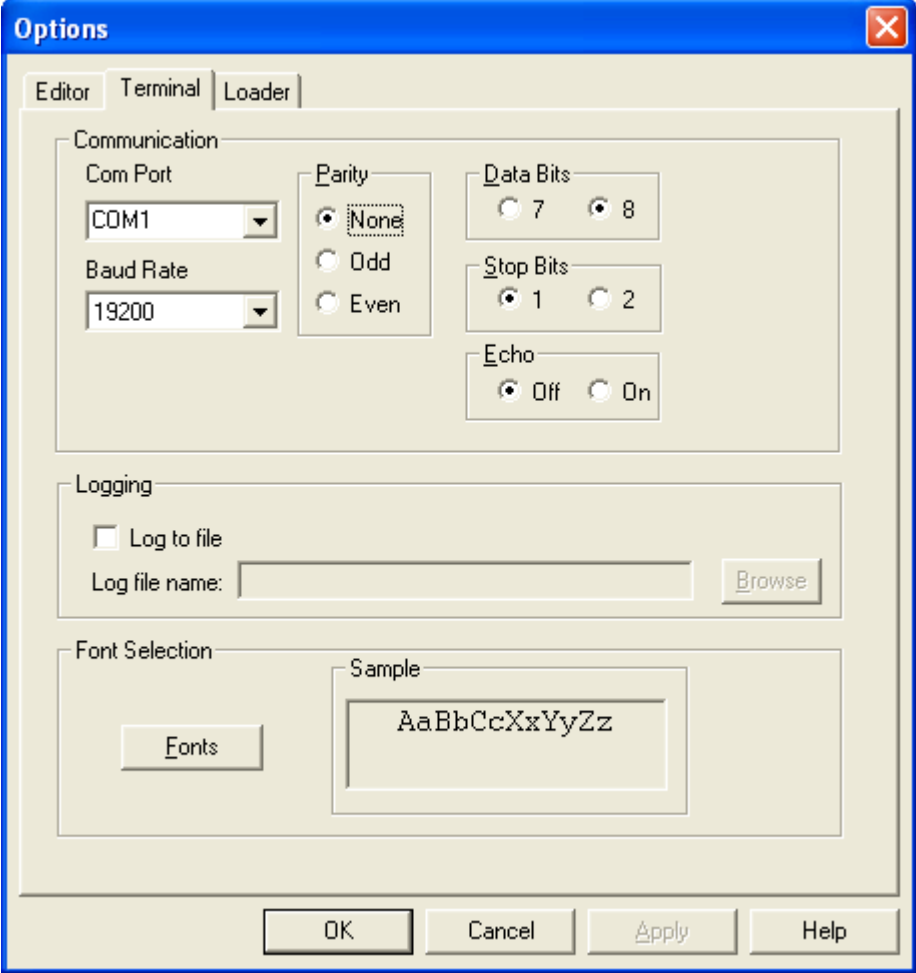 Options
Editor Terminal Loader
Communication
Com Port
COM1
Baud Rate
19200
Parity
None
Odd
Even
Data Bits
7 8
Stop Bits
1 2
Echo
Off On
Logging
Log to file
Log file name: Browse
Font Selection
Fonts
Sample
AaBbCcXxYyZz
OK Cancel Apply Help